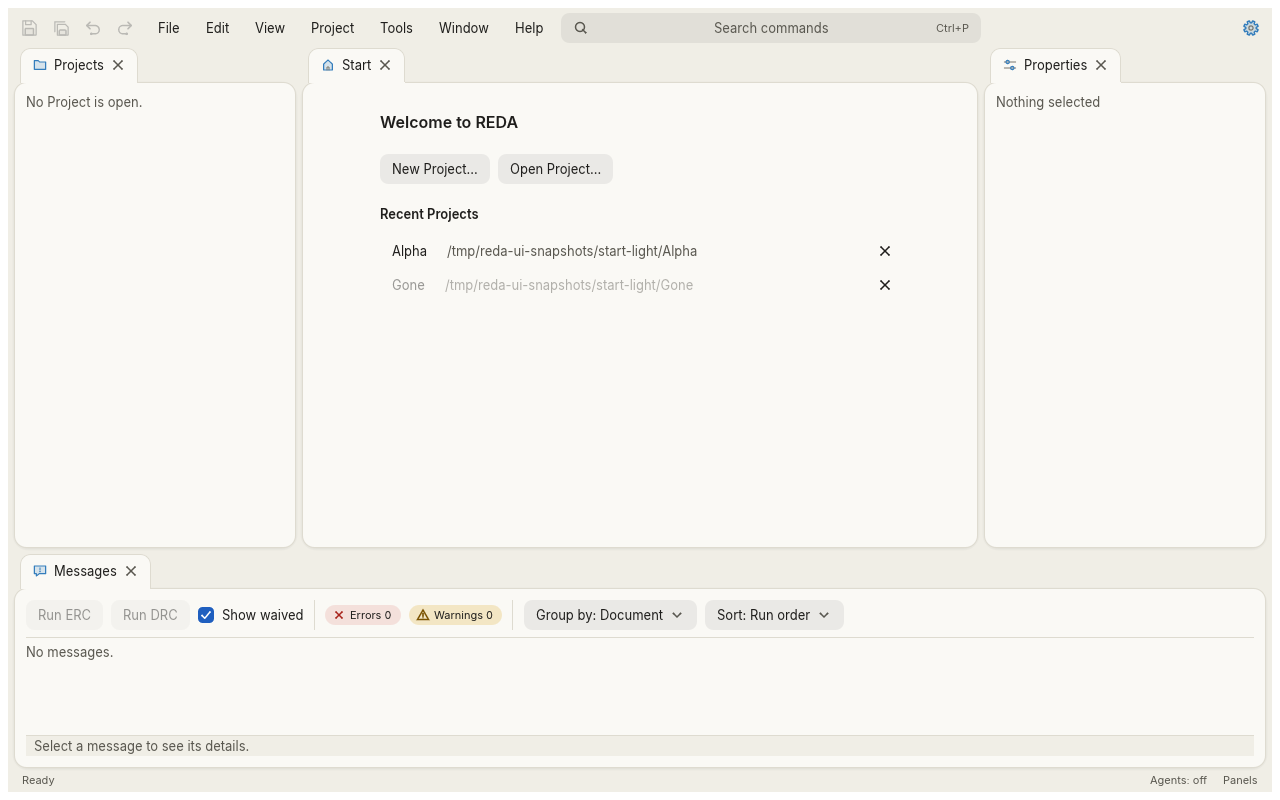 File Edit View Project Tools Window Help Search commands Ctrl+P
Projects Start Properties
No Project is open.
Nothing selected
Welcome to REDA
New Project... Open Project...
Recent Projects
Alpha /tmp/reda-ui-snapshots/start-light/Alpha
Gone /tmp/reda-ui-snapshots/start-light/Gone
Messages
Run ERC Run DRC Show waived Errors 0 Warnings 0 Group by: Document Sort: Run order
No messages.
Select a message to see its details.
Ready Agents: off Panels